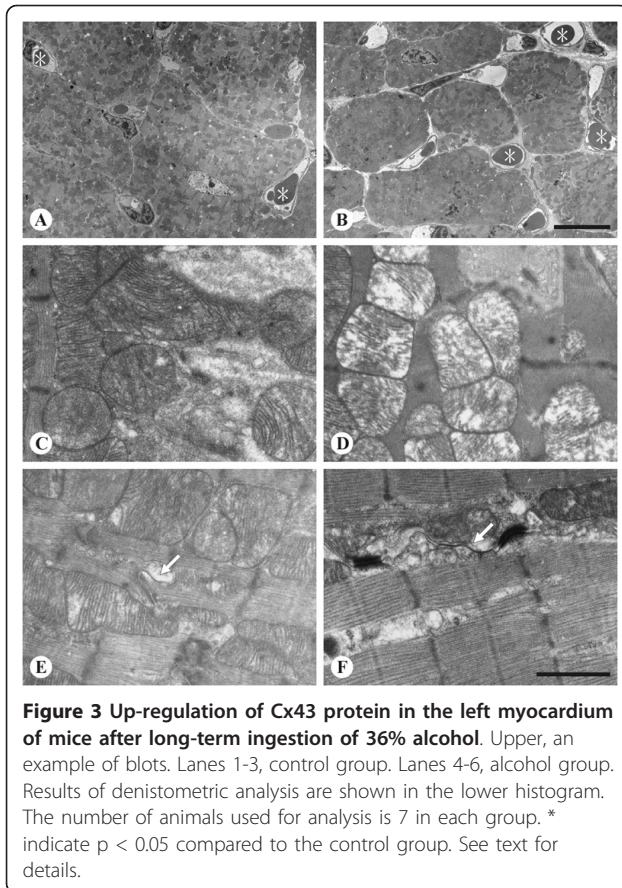 A
B
C
D
E
F
Figure 3 Up-regulation of Cx43 protein in the left myocardium
of mice after long-term ingestion of 36% alcohol. Upper, an
example of blots. Lanes 1-3, control group. Lanes 4-6, alcohol group.
Results of denistometric analysis are shown in the lower histogram.
The number of animals used for analysis is 7 in each group. *
indicate p < 0.05 compared to the control group. See text for
details.